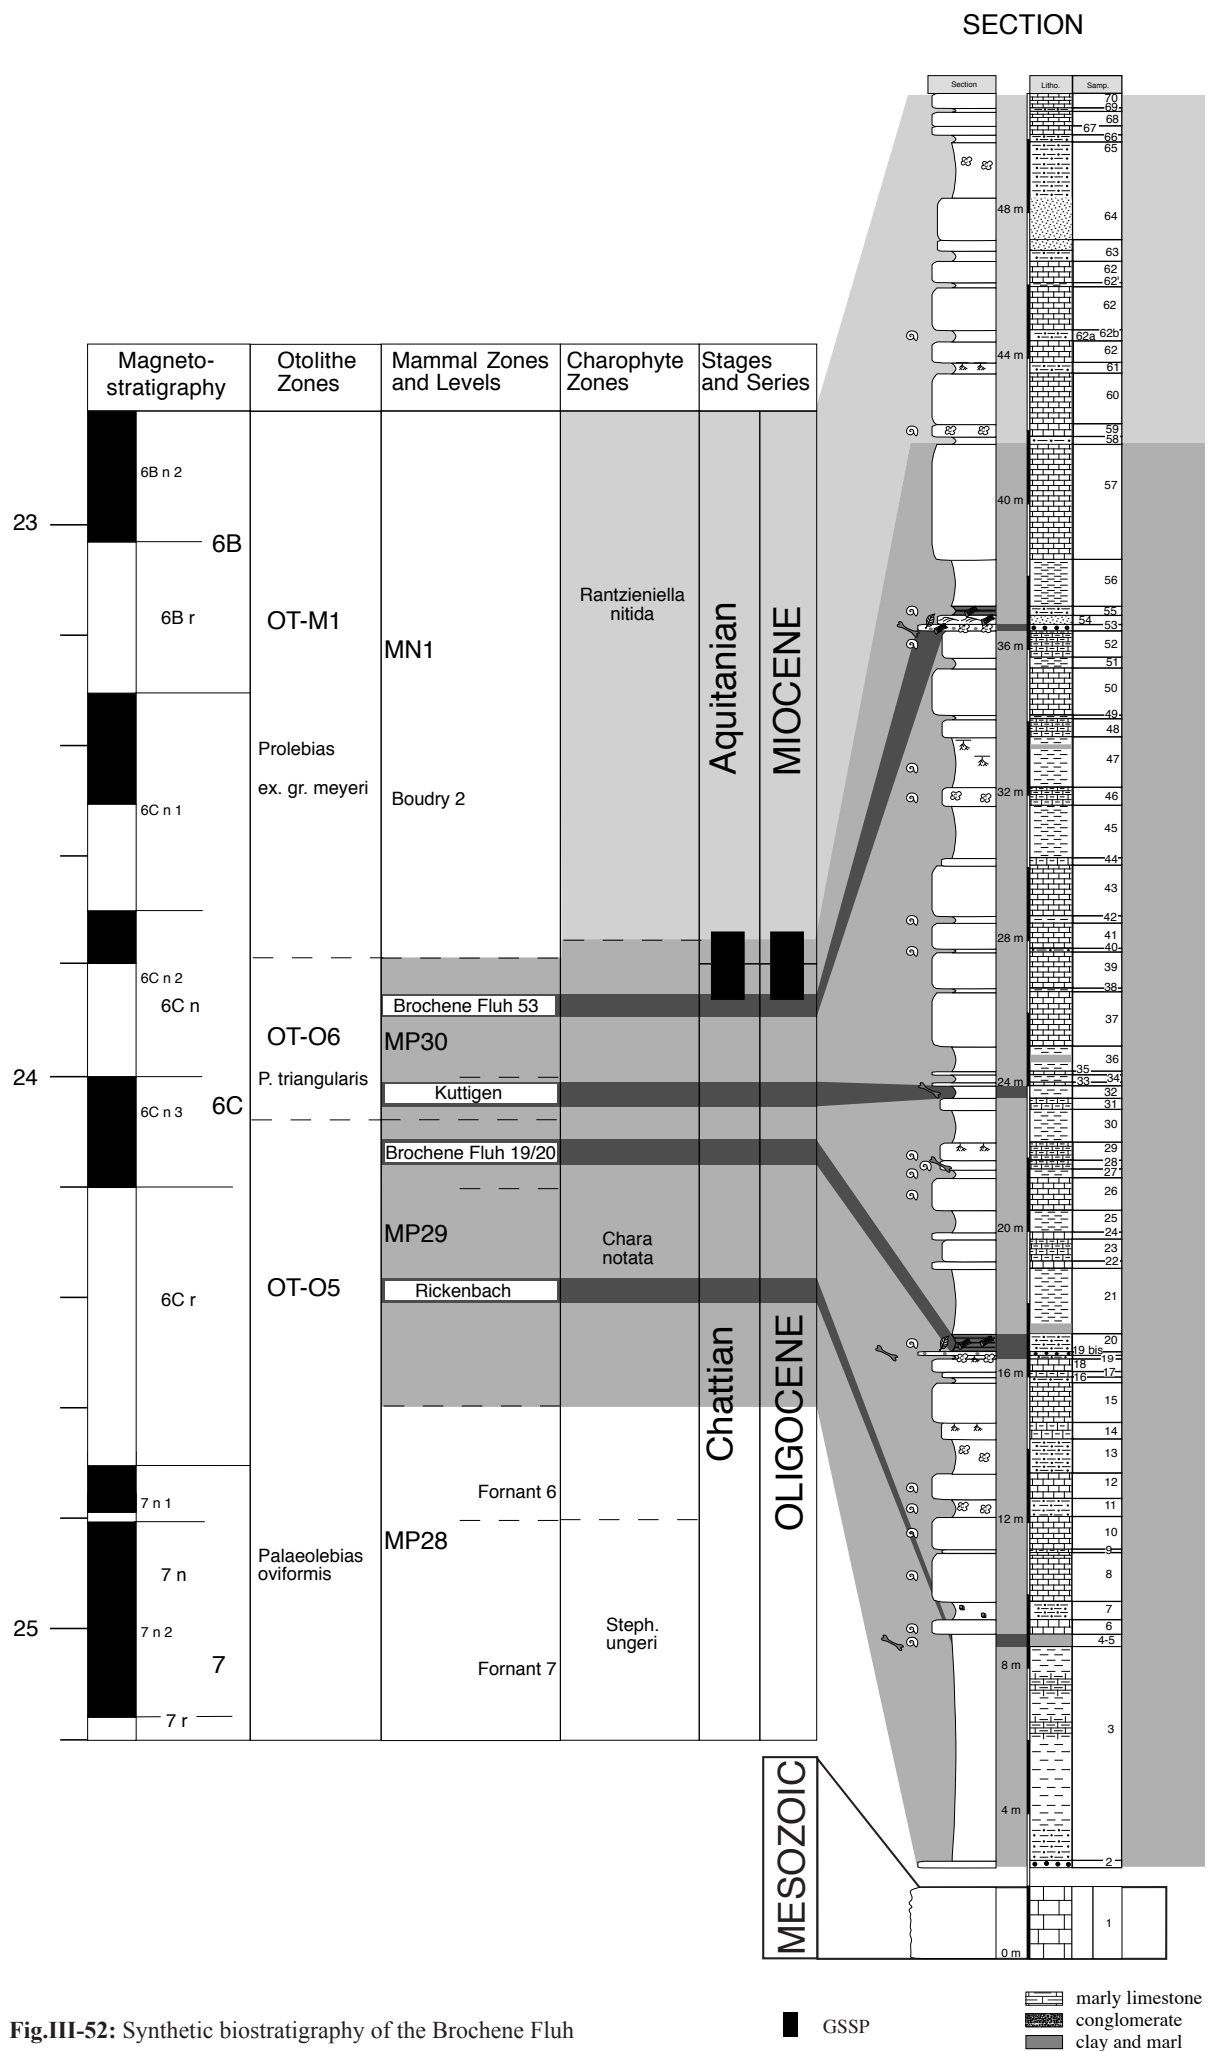 SECTION
Section Litho. Samp.
70
69
68
67
66
65
48 m
64
63
62
62'
62
62a 62b
44 m
62
61
60
59
58
40 m
57
56
55
54
53
36 m
52
51
50
49
48
47
32 m
46
45
44
43
42
28 m
41
40
39
38
37
36
35
34
33
24 m
32
31
30
29
28
27
26
25
20 m
24
23
22
21
20
19 bis
19
18
16 m
17
16
15
14
13
12
11
12 m
10
9
8
7
6
4-5
8 m
3
4 m
2
1
0 m
Magneto-
stratigraphy
Otolithe
Zones
Mammal Zones
and Levels
Charophyte
Zones
Stages
and Series
23
24
25
6B n 2
6B
6B r
6C n 1
6C n 2
6C n
6C n 3
6C
6C r
7 n 1
7 n
7 n 2
7
7 r
OT-M1
Prolebias
ex. gr. meyeri
OT-O6
P. triangularis
OT-O5
Palaeolebias
oviformis
MN1
Boudry 2
Brochene Fluh 53
MP30
Kuttigen
Brochene Fluh 19/20
MP29
Rickenbach
Fornant 6
MP28
Fornant 7
Rantzieniella
nitida
Chara
notata
Steph.
ungeri
Aquitanian
Chattian
MIOCENE
OLIGOCENE
MESOZOIC
Fig.III-52: Synthetic biostratigraphy of the Brochene Fluh
GSSP
marly limestone
conglomerate
clay and marl